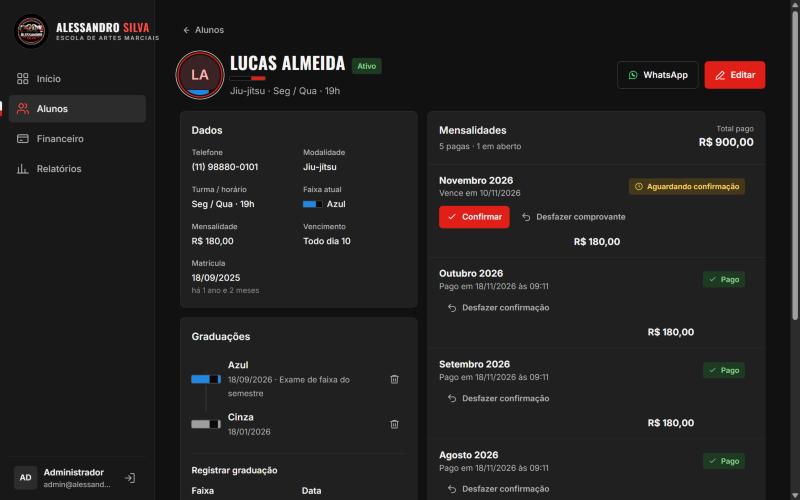 ALESSANDRO SILVA
ESCOLA DE ARTES MARCIAIS
Início
Alunos
Financeiro
Relatórios
AD
Administrador
admin@alessand...
Alunos
LA
LUCAS ALMEIDA
Ativo
Jiu-jítsu · Seg / Qua · 19h
WhatsApp
Editar
Dados
Telefone
(11) 98880-0101
Modalidade
Jiu-jítsu
Turma / horário
Seg / Qua · 19h
Faixa atual
Azul
Mensalidade
R$ 180,00
Vencimento
Todo dia 10
Matrícula
18/09/2025
há 1 ano e 2 meses
Graduações
Azul
18/09/2026 · Exame de faixa do
semestre
Cinza
18/01/2026
Registrar graduação
Faixa
Data
Mensalidades
5 pagas · 1 em aberto
Total pago
R$ 900,00
Novembro 2026
Vence em 10/11/2026
Aguardando confirmação
Confirmar
Desfazer comprovante
R$ 180,00
Outubro 2026
Pago em 18/11/2026 às 09:11
Pago
Desfazer confirmação
R$ 180,00
Setembro 2026
Pago em 18/11/2026 às 09:11
Pago
Desfazer confirmação
R$ 180,00
Agosto 2026
Pago em 18/11/2026 às 09:11
Pago
Desfazer confirmação